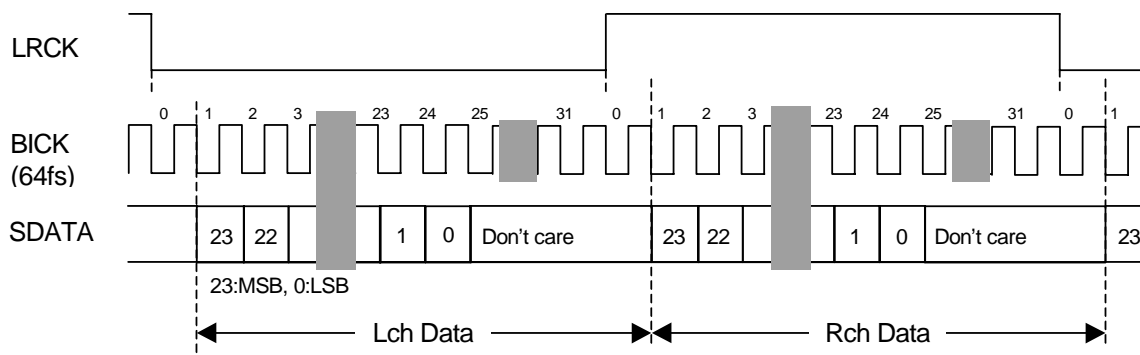 LRCK
0 1 2 3 23 24 25 31 0 1 2 3 23 24 25 31 0 1
BICK
(64fs)
SDATA 23 22 1 0 Don't care 23 22 1 0 Don't care 23
23:MSB, 0:LSB
Lch Data Rch Data